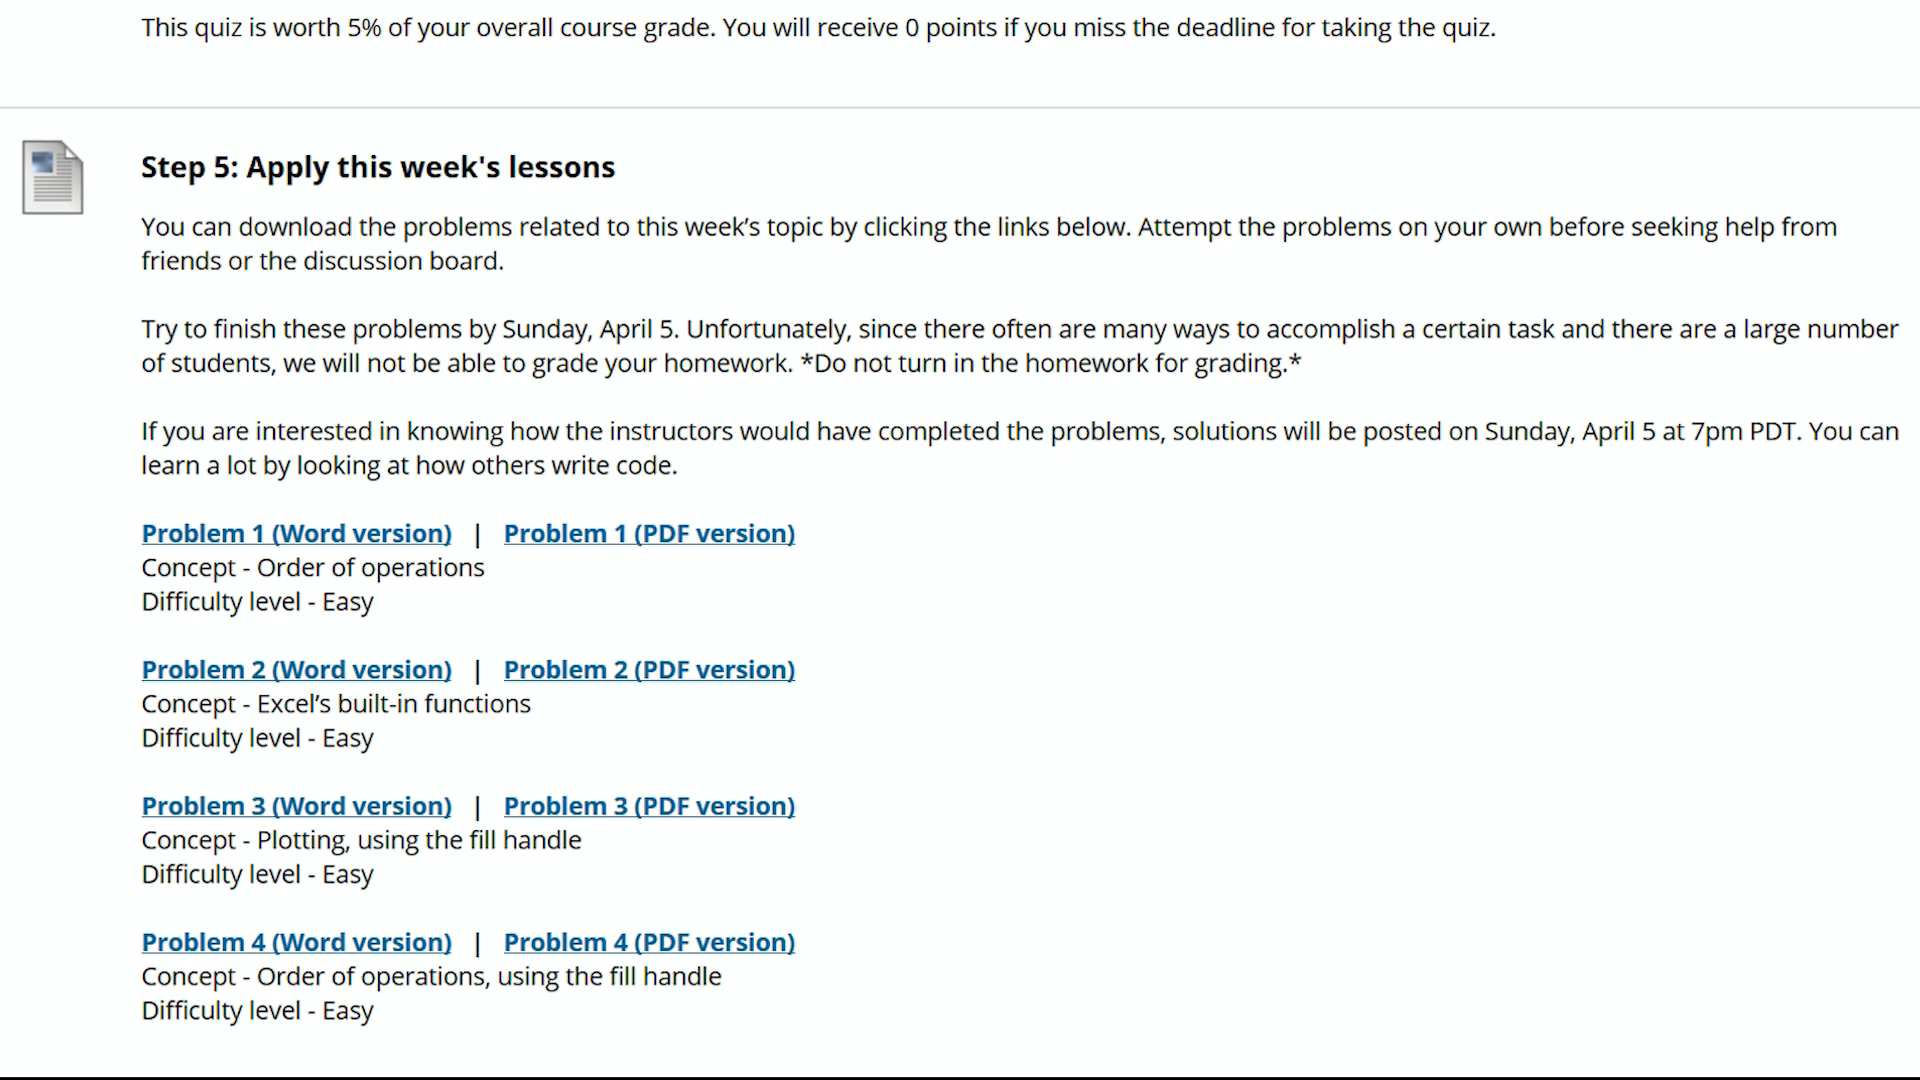 This quiz is worth 5% of your overall course grade. You will receive 0 points if you miss the deadline for taking the quiz.
Step 5: Apply this week's lessons
You can download the problems related to this week’s topic by clicking the links below. Attempt the problems on your own before seeking help from
friends or the discussion board.
Try to finish these problems by Sunday, April 5. Unfortunately, since there often are many ways to accomplish a certain task and there are a large number
of students, we will not be able to grade your homework. *Do not turn in the homework for grading.*
If you are interested in knowing how the instructors would have completed the problems, solutions will be posted on Sunday, April 5 at 7pm PDT. You can
learn a lot by looking at how others write code.
Problem 1 (Word version) | Problem 1 (PDF version)
Concept - Order of operations
Difficulty level - Easy
Problem 2 (Word version) | Problem 2 (PDF version)
Concept - Excel’s built-in functions
Difficulty level - Easy
Problem 3 (Word version) | Problem 3 (PDF version)
Concept - Plotting, using the fill handle
Difficulty level - Easy
Problem 4 (Word version) | Problem 4 (PDF version)
Concept - Order of operations, using the fill handle
Difficulty level - Easy